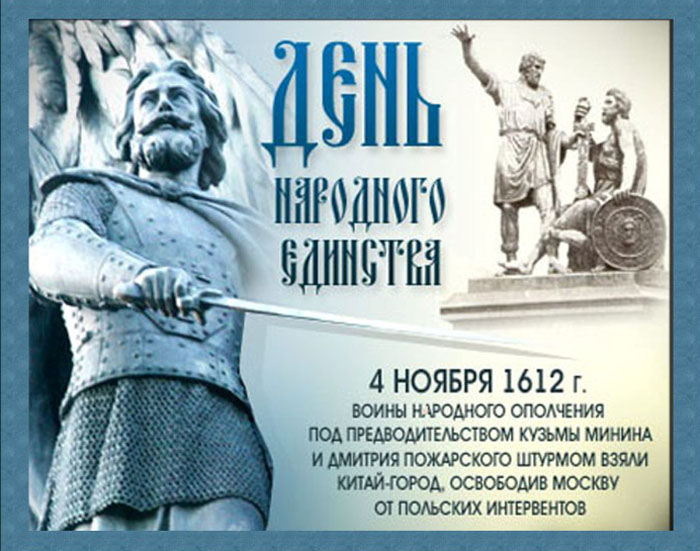 ДЕНЬ
НАРОДНОГО
ЕДИНСТВА
4 НОЯБРЯ 1612 г.
ВОИНЫ НАРОДНОГО ОПОЛЧЕНИЯ
ПОД ПРЕДВОДИТЕЛЬСТВОМ КУЗЬМЫ МИНИНА
И ДМИТРИЯ ПОЖАРСКОГО ШТУРМОМ ВЗЯЛИ
КИТАЙ-ГОРОД, ОСВОБОДИВ МОСКВУ
ОТ ПОЛЬСКИХ ИНТЕРВЕНТОВ